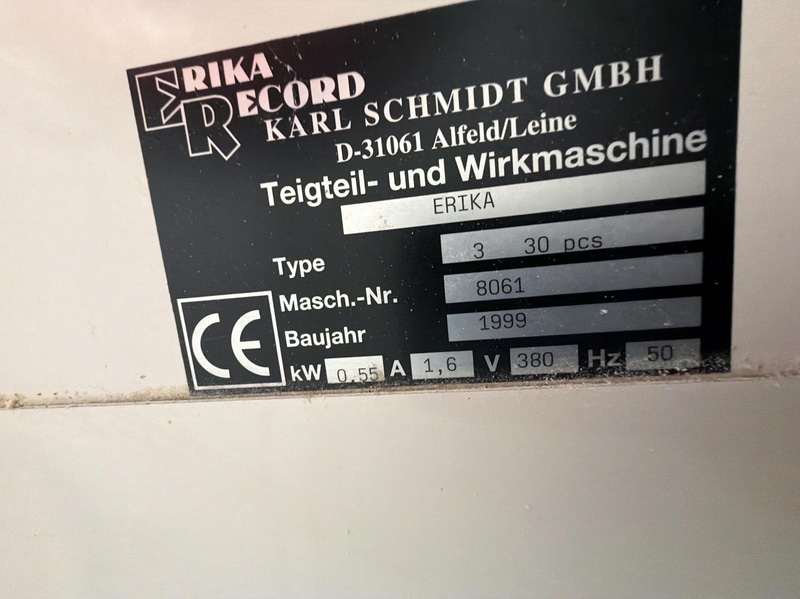 ERIKA
RECORD
KARL SCHMIDT GMBH
D-31061 Alfeld/Leine
Teigteil- und Wirkmaschine
ERIKA
Type 3 30 pcs
Masch.-Nr. 8061
Baujahr 1999
CE
kW 0.55 A 1,6 V 380 Hz 50